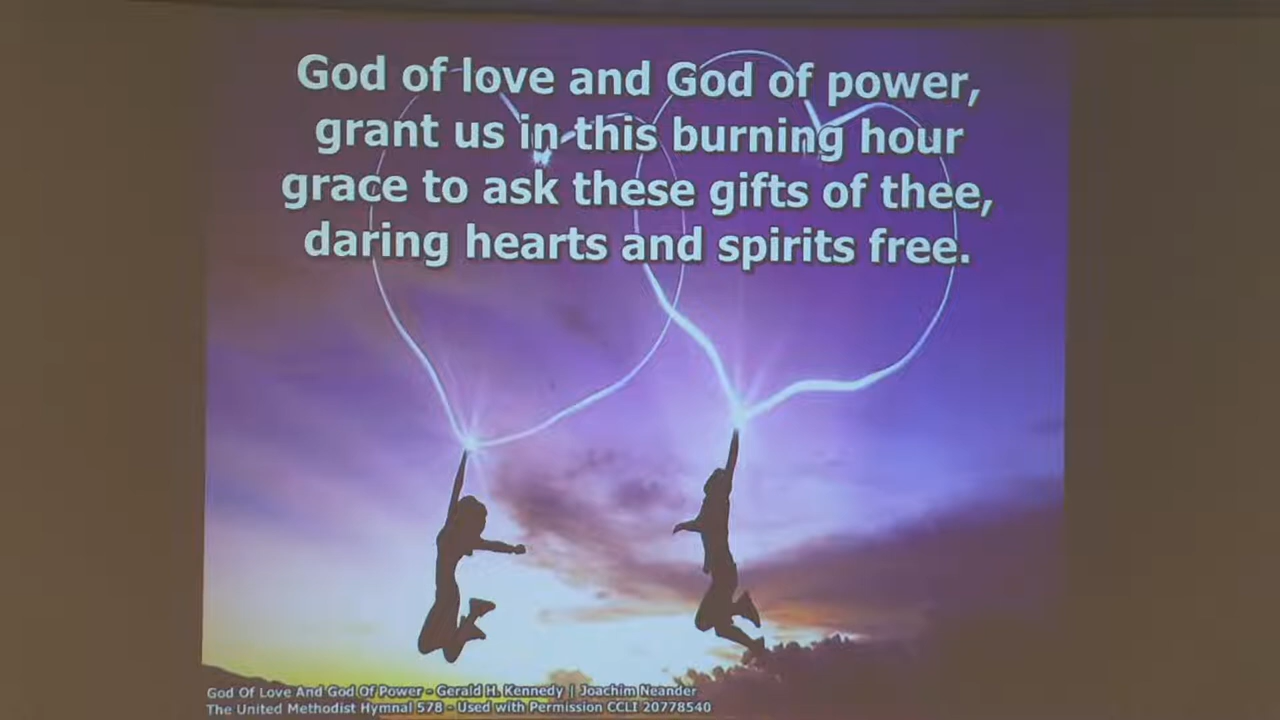 God of love and God of power,
grant us in this burning hour
grace to ask these gifts of thee,
daring hearts and spirits free.
God Of Love And God Of Power - Gerald H. Kennedy | Joachim Neander
The United Methodist Hymnal 578 - Used with Permission CCLI 20778540